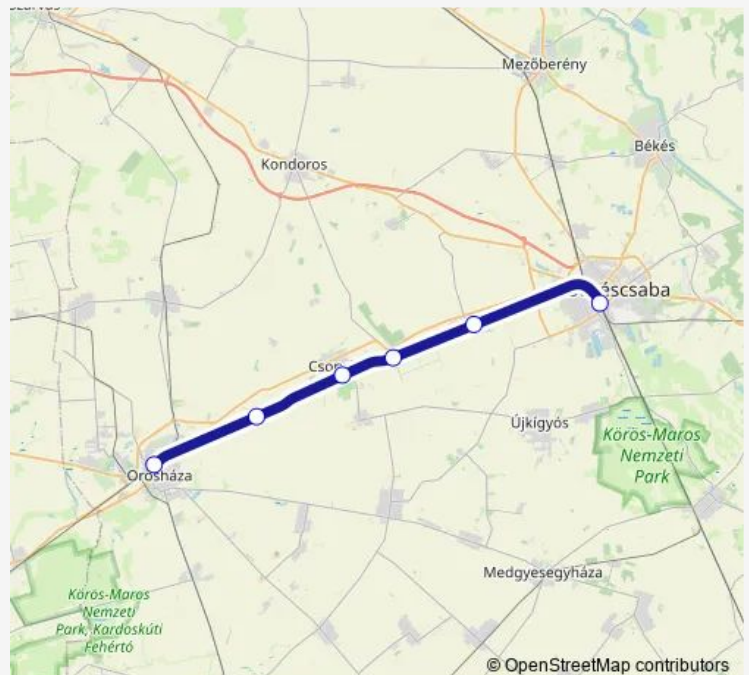 Mezőberény
Békés
Kondoros
éscsaba
Csor
Újkígyós
Körös-Maros
Nemzeti
Park
Orosháza
Medgyesegyháza
Körös-Maros
Nemzeti
Park, Kardoskúti
Fehértó
© OpenStreetMap contributors